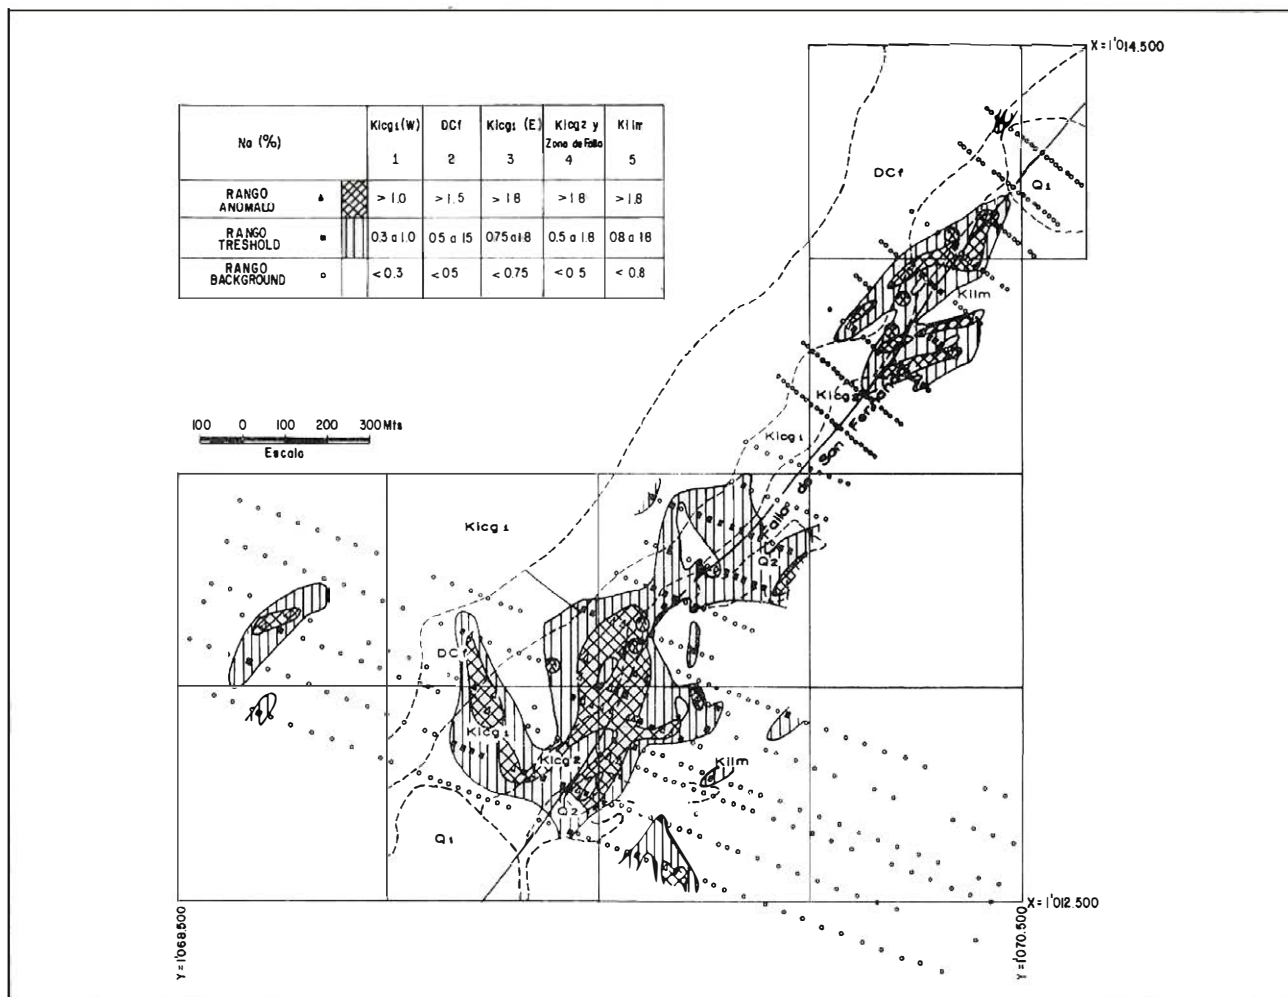 X = 1'014.500
Na (%)
Kicg1 (W)
1
DCf
2
Kicg1 (E)
3
Kicg2 y
Zona de Falla
4
Kilm
5
RANGO
ANOMALO
> 1.0
> 1.5
> 1 8
> 1 8
> 1.8
RANGO
TRESHOLD
0.3 a 1.0
0 5 a 1 5
0.75 a 1·8
0.5 a 1.8
0 8 a 1 8
RANGO
BACKGROUND
< 0.3
< 0 5
< 0.75
< 0 5
< 0.8
DCf
Q1
Kilm
100 0 100 200 300 Mts
Escala
Kicg2
Kicg1
Falla de San
Kicg1
Q2
DCf
Kicg1
Kicg2
Kilm
Q2
Q1
X = 1'012.500
Y = 1'068.500
Y = 1'070.500